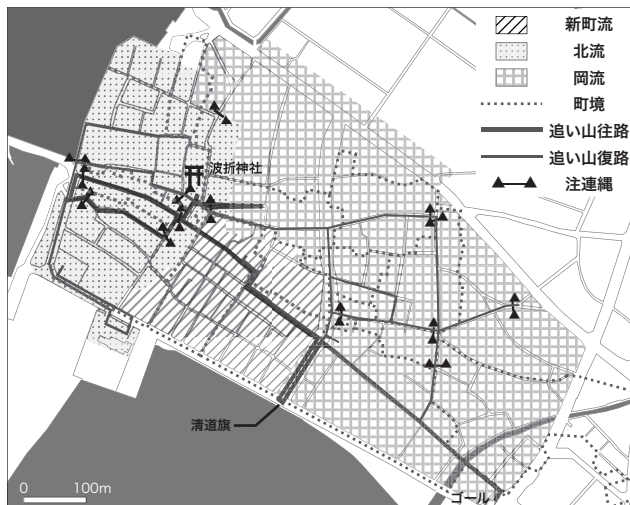 新町流
北流
岡流
町境
追い山往路
追い山復路
注連縄
波折神社
清道旗
ゴール
0 100m